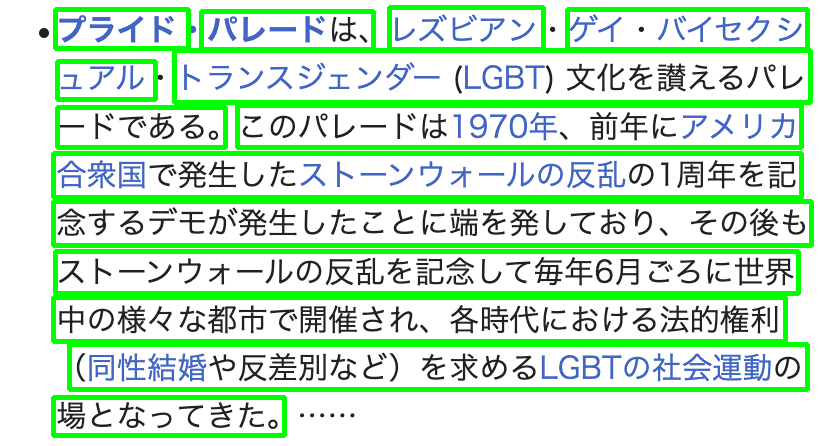 • プライド・パレードは、レズビアン・ゲイ・バイセクシ
ュアル・トランスジェンダー (LGBT) 文化を讃えるパレ
ードである。このパレードは1970年、前年にアメリカ
合衆国で発生したストーンウォールの反乱の1周年を記
念するデモが発生したことに端を発しており、その後も
ストーンウォールの反乱を記念して毎年6月ごろに世界
中の様々な都市で開催され、各時代における法的権利
（同性結婚や反差別など）を求めるLGBTの社会運動の
場となってきた。……